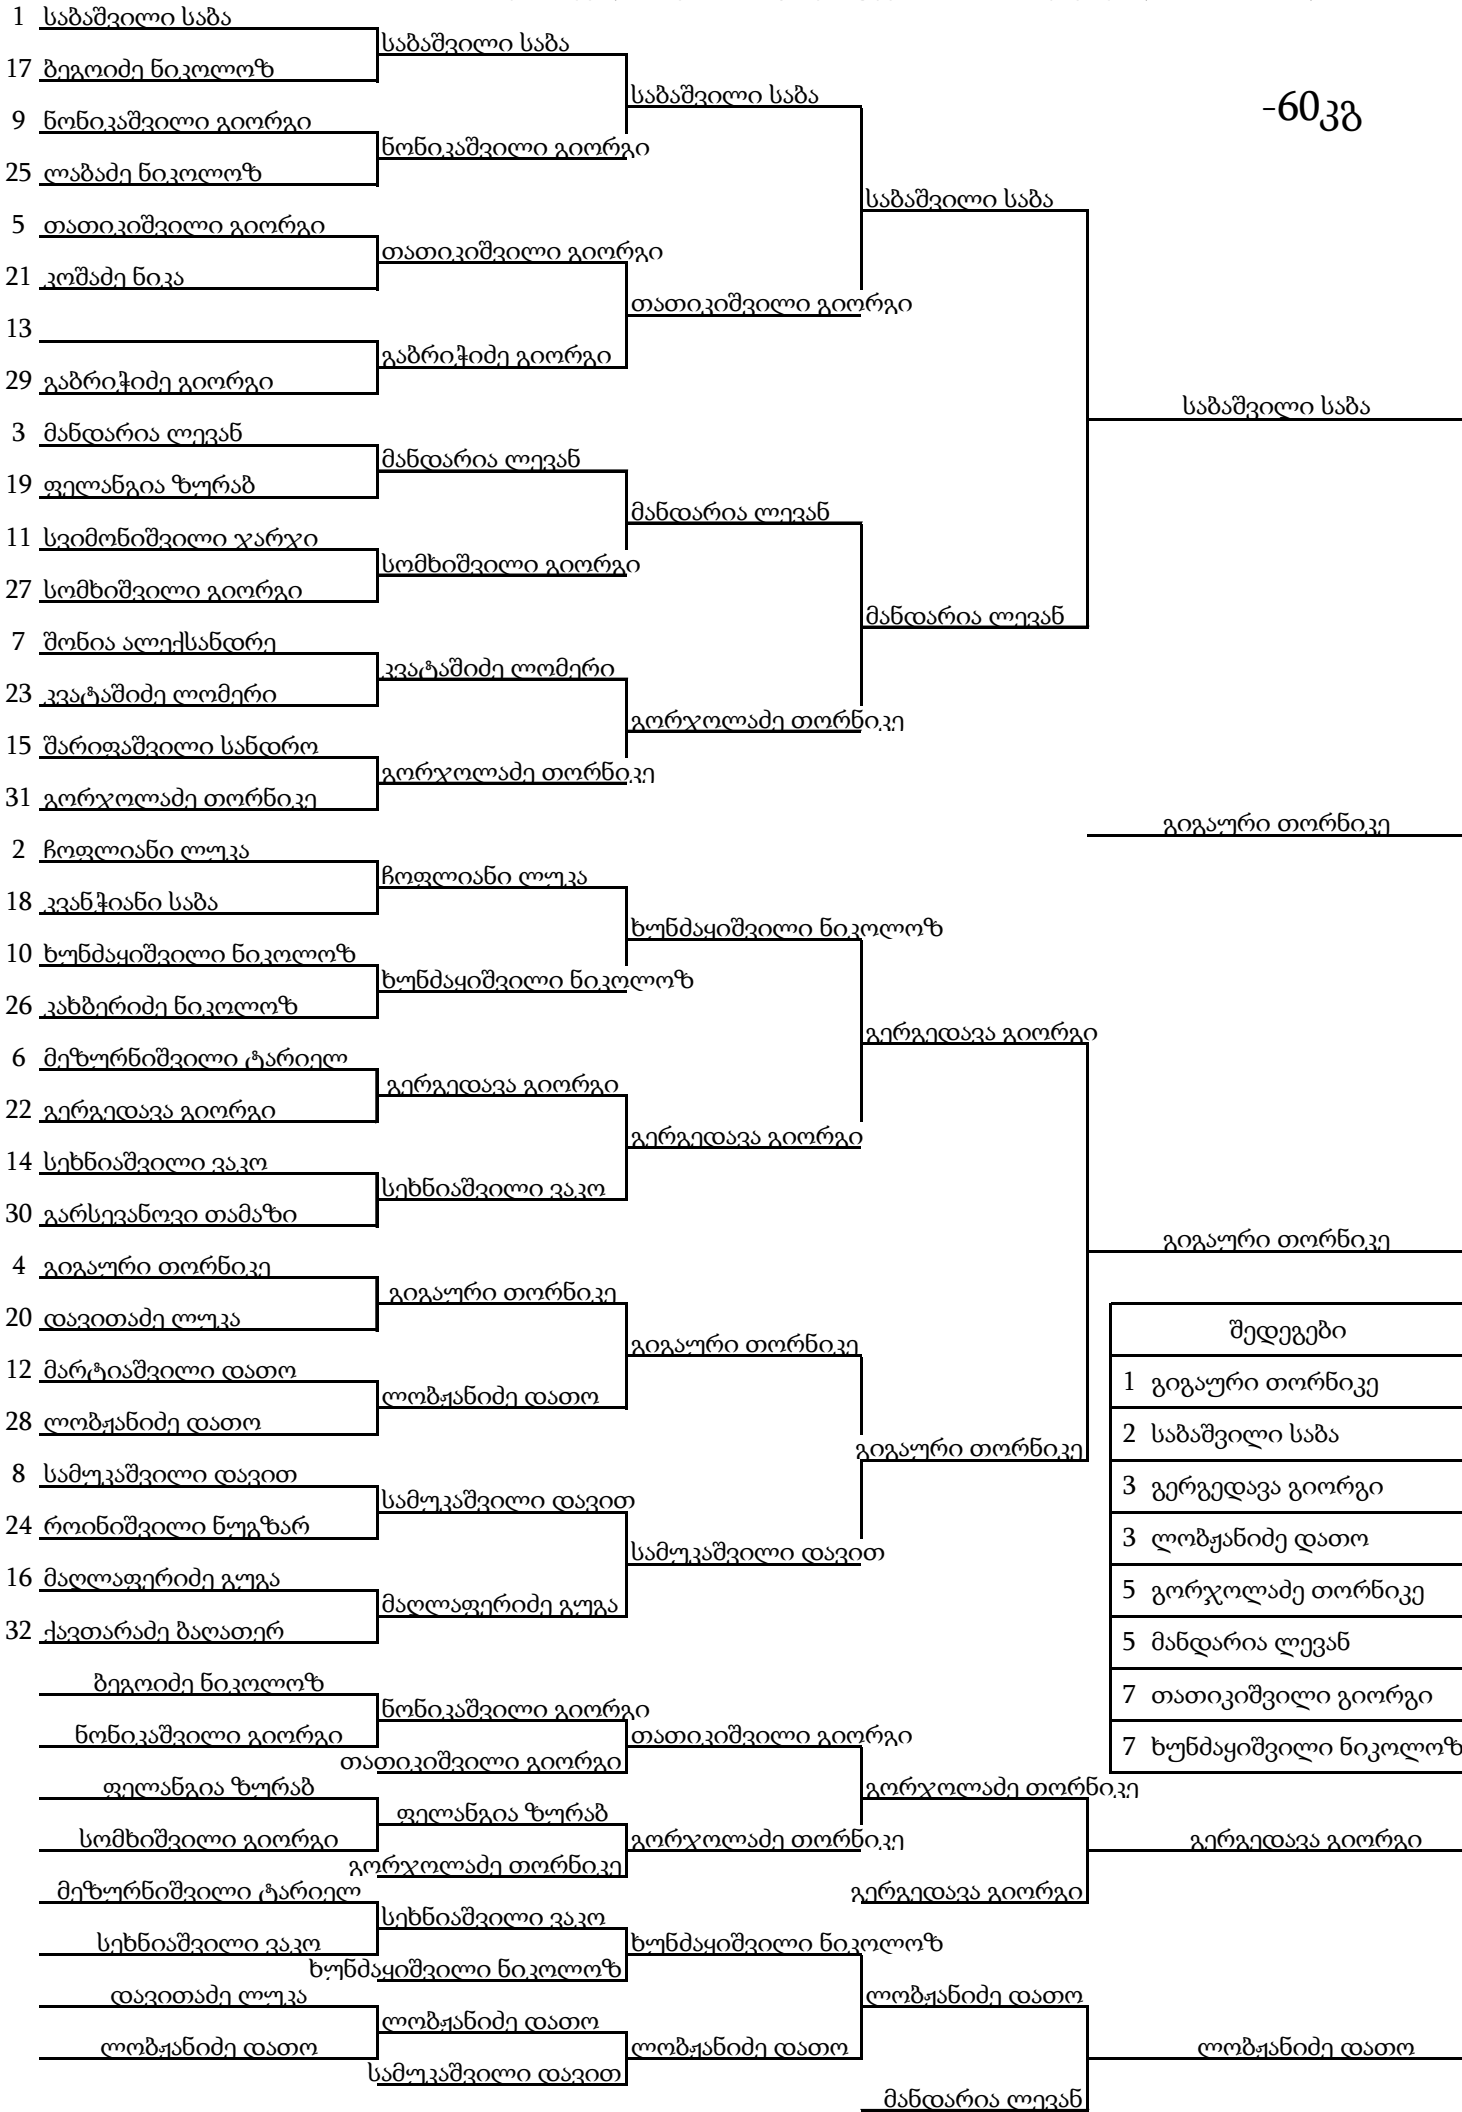 1 საბაშვილი საბა
საბაშვილი საბა
17 ბეგოიძე ნიკოლოზ
საბაშვილი საბა
-60კგ
9 ნონიკაშვილი გიორგი
ნონიკაშვილი გიორგი
25 ლაბაძე ნიკოლოზ
საბაშვილი საბა
5 თათიკიშვილი გიორგი
თათიკიშვილი გიორგი
21 კოშაძე ნიკა
თათიკიშვილი გიორგი
13
გაბრიჭიძე გიორგი
29 გაბრიჭიძე გიორგი
საბაშვილი საბა
3 მანდარია ლევან
მანდარია ლევან
19 ფელანგია ზურაბ
მანდარია ლევან
11 სვიმონიშვილი ჯარჯი
სომხიშვილი გიორგი
27 სომხიშვილი გიორგი
მანდარია ლევან
7 შონია ალექსანდრე
კვატაშიძე ლომერი
23 კვატაშიძე ლომერი
გორჯოლაძე თორნიკე
15 შარიფაშვილი სანდრო
გორჯოლაძე თორნიკე
31 გორჯოლაძე თორნიკე
გიგაური თორნიკე
2 ჩოფლიანი ლუკა
ჩოფლიანი ლუკა
18 კვანჭიანი საბა
ხუნძაყიშვილი ნიკოლოზ
10 ხუნძაყიშვილი ნიკოლოზ
ხუნძაყიშვილი ნიკოლოზ
26 კახბერიძე ნიკოლოზ
გერგედავა გიორგი
6 მეზურნიშვილი ტარიელ
გერგედავა გიორგი
22 გერგედავა გიორგი
გერგედავა გიორგი
14 სეხნიაშვილი ვაკო
სეხნიაშვილი ვაკო
30 გარსევანოვი თამაზი
გიგაური თორნიკე
4 გიგაური თორნიკე
გიგაური თორნიკე
20 დავითაძე ლუკა
გიგაური თორნიკე
12 მარტიაშვილი დათო
ლობჟანიძე დათო
28 ლობჟანიძე დათო
გიგაური თორნიკე
8 სამუკაშვილი დავით
სამუკაშვილი დავით
24 როინიშვილი ნუგზარ
სამუკაშვილი დავით
16 მაღლაფერიძე გუგა
მაღლაფერიძე გუგა
32 ქავთარაძე ბაღათერ
შედეგები
1 გიგაური თორნიკე
2 საბაშვილი საბა
3 გერგედავა გიორგი
3 ლობჟანიძე დათო
5 გორჯოლაძე თორნიკე
5 მანდარია ლევან
7 თათიკიშვილი გიორგი
7 ხუნძაყიშვილი ნიკოლოზ
ბეგოიძე ნიკოლოზ
ნონიკაშვილი გიორგი
ნონიკაშვილი გიორგი
თათიკიშვილი გიორგი
თათიკიშვილი გიორგი
ფელანგია ზურაბ
გორჯოლაძე თორნიკე
ფელანგია ზურაბ
სომხიშვილი გიორგი
გორჯოლაძე თორნიკე
გერგედავა გიორგი
გორჯოლაძე თორნიკე
მეზურნიშვილი ტარიელ
გერგედავა გიორგი
სეხნიაშვილი ვაკო
სეხნიაშვილი ვაკო
ხუნძაყიშვილი ნიკოლოზ
ხუნძაყიშვილი ნიკოლოზ
დავითაძე ლუკა
ლობჟანიძე დათო
ლობჟანიძე დათო
ლობჟანიძე დათო
ლობჟანიძე დათო
ლობჟანიძე დათო
სამუკაშვილი დავით
მანდარია ლევან